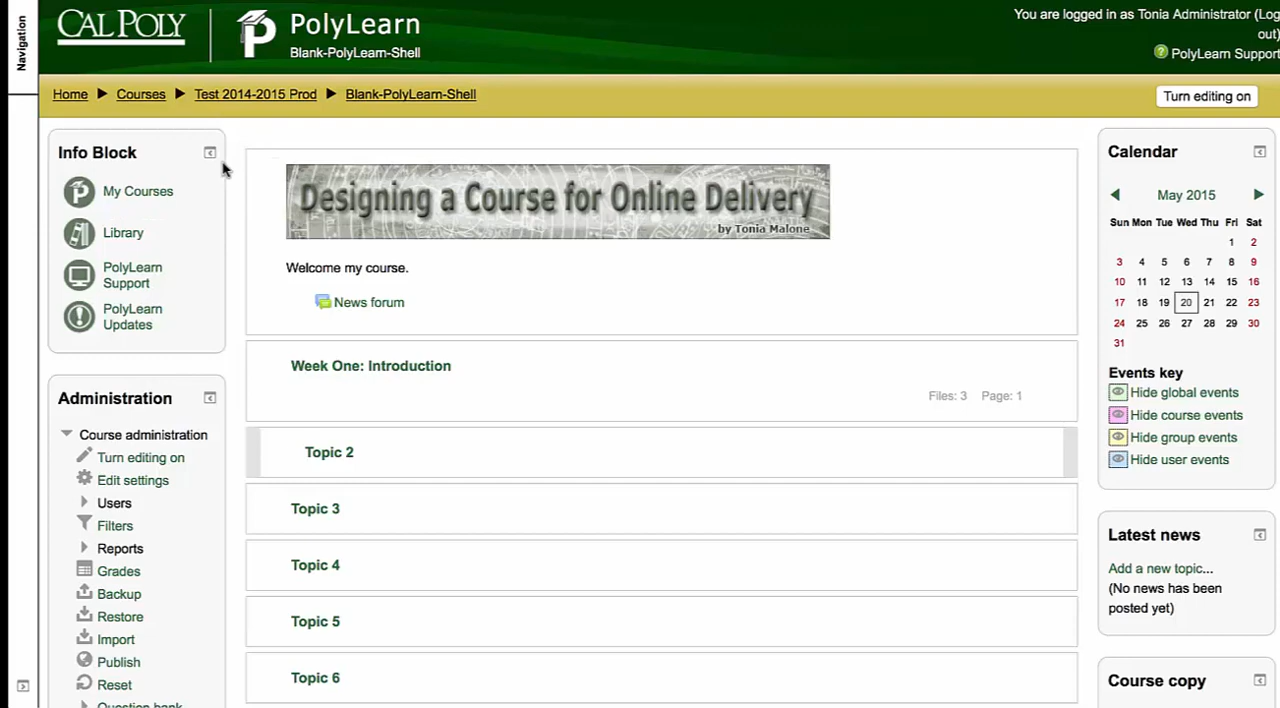 Navigation
CAL POLY
PolyLearn
Blank-PolyLearn-Shell
You are logged in as Tonia Administrator (Log
out)
PolyLearn Support
Home
Courses
Test 2014-2015 Prod
Blank-PolyLearn-Shell
Turn editing on
Info Block
My Courses
Library
PolyLearn
Support
PolyLearn
Updates
Administration
Course administration
Turn editing on
Edit settings
Users
Filters
Reports
Grades
Backup
Restore
Import
Publish
Reset
Question bank
Designing a Course for Online Delivery
by Tonia Malone
Welcome my course.
News forum
Week One: Introduction
Files: 3 Page: 1
Topic 2
Topic 3
Topic 4
Topic 5
Topic 6
Calendar
May 2015
Sun Mon Tue Wed Thu Fri Sat
1 2
3 4 5 6 7 8 9
10 11 12 13 14 15 16
17 18 19 20 21 22 23
24 25 26 27 28 29 30
31
Events key
Hide global events
Hide course events
Hide group events
Hide user events
Latest news
Add a new topic...
(No news has been
posted yet)
Course copy